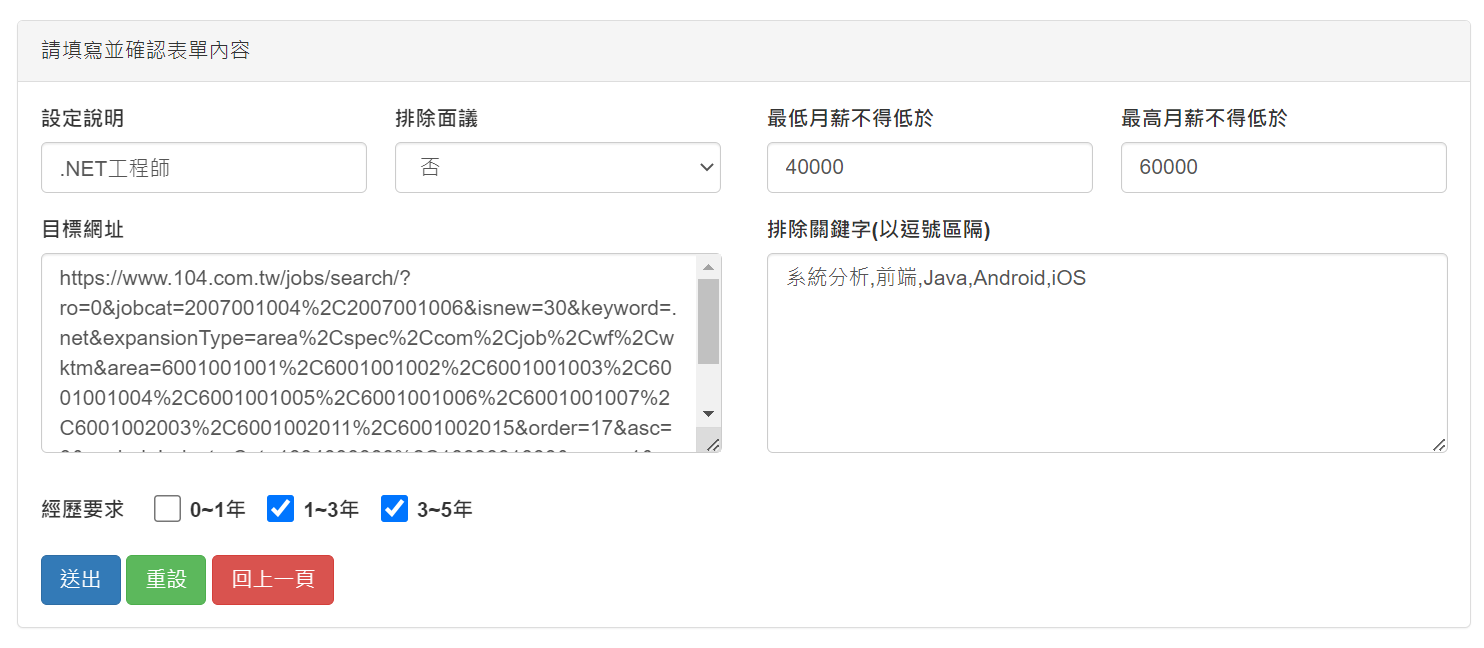 請填寫並確認表單內容
設定說明
排除面議
最低月薪不得低於
最高月薪不得低於
.NET工程師
否
40000
60000
目標網址
排除關鍵字(以逗號區隔)
https://www.104.com.tw/jobs/search/?
ro=0&jobcat=2007001004%2C2007001006&isnew=30&keyword=.
net&expansionType=area%2Cspec%2Ccom%2Cjob%2Cwf%2Cw
ktm&area=6001001001%2C6001001002%2C6001001003%2C60
01001004%2C6001001005%2C6001001006%2C6001001007%2
C6001002003%2C6001002011%2C6001002015&order=17&asc=
系統分析,前端,Java,Android,iOS
經歷要求
0~1年
1~3年
3~5年
送出
重設
回上一頁